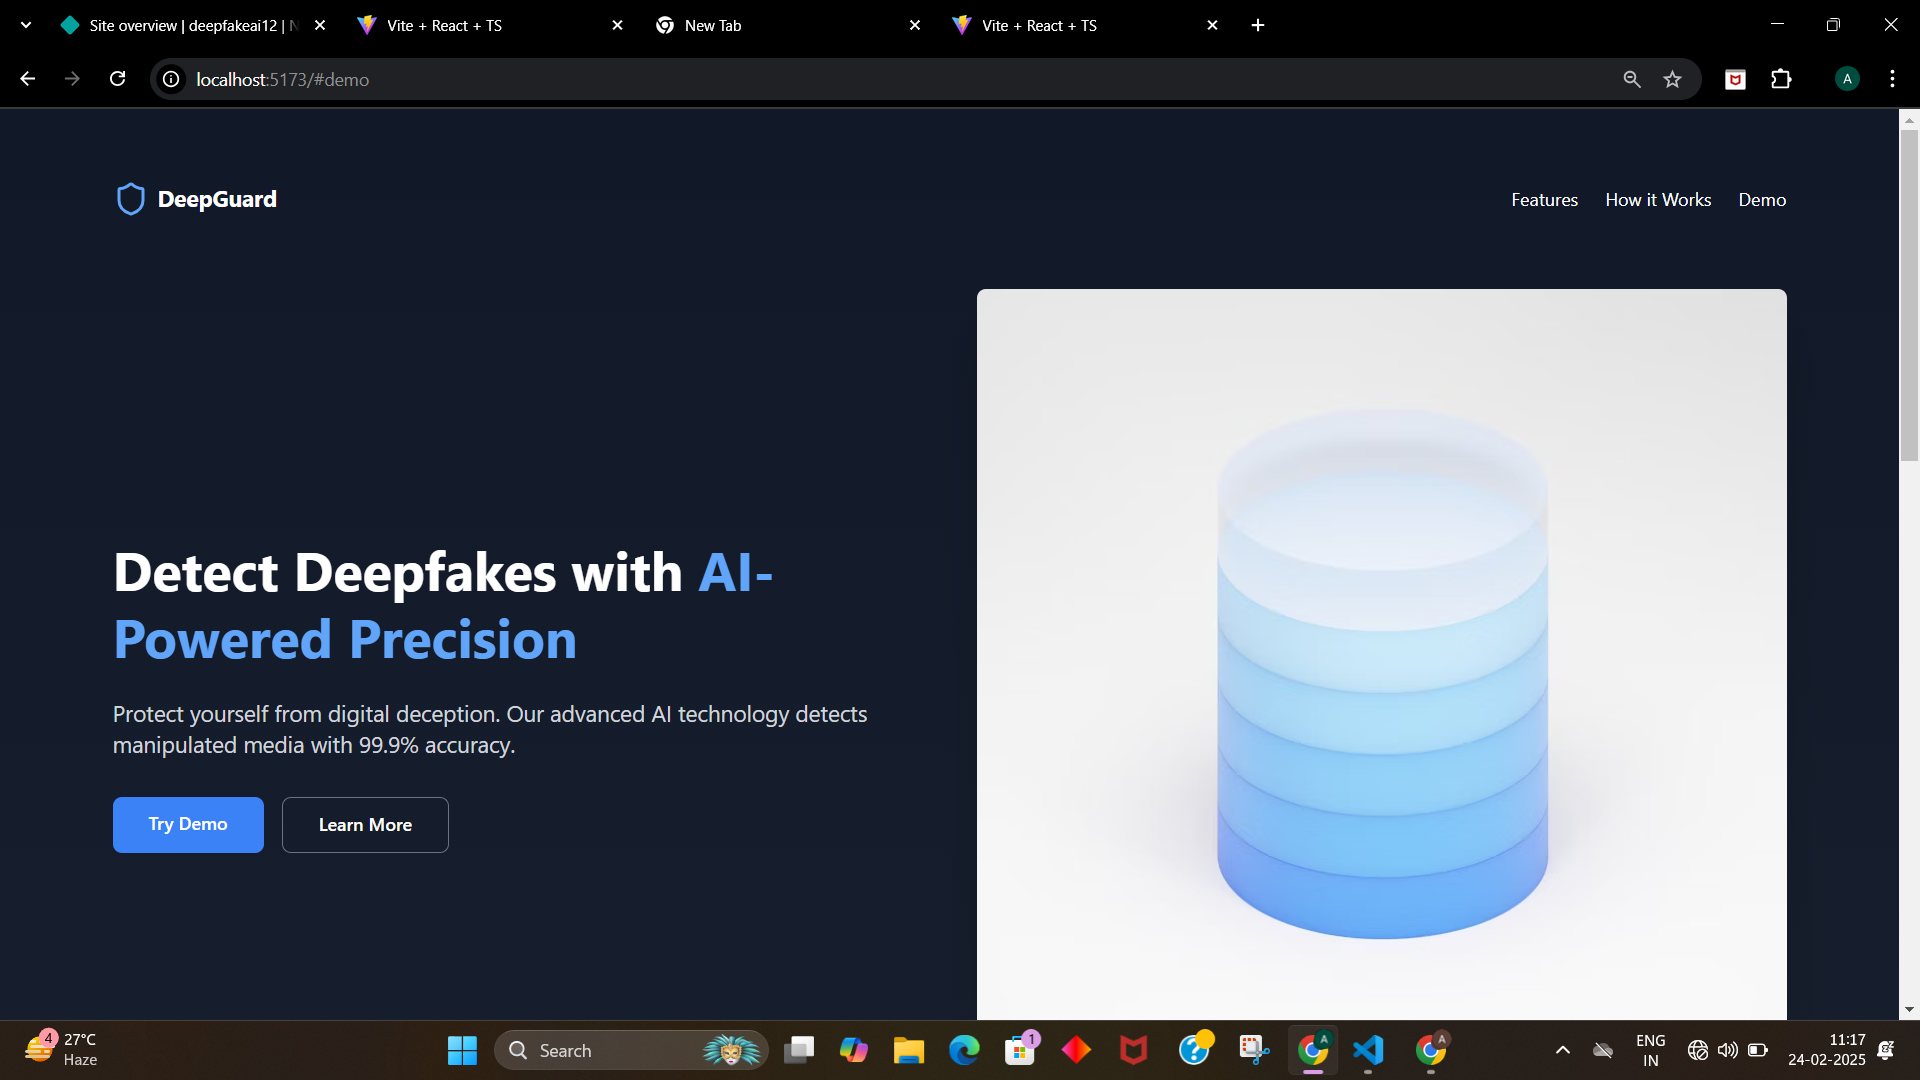 Site overview | deepfakeai12 |
Vite + React + TS
New Tab
Vite + React + TS
localhost:5173/#demo
A
DeepGuard
Features
How it Works
Demo
Detect Deepfakes with AI-
Powered Precision
Protect yourself from digital deception. Our advanced AI technology detects
manipulated media with 99.9% accuracy.
Try Demo
Learn More
4
27°C
Haze
Search
1
A
A
ENG
IN
11:17
24-02-2025